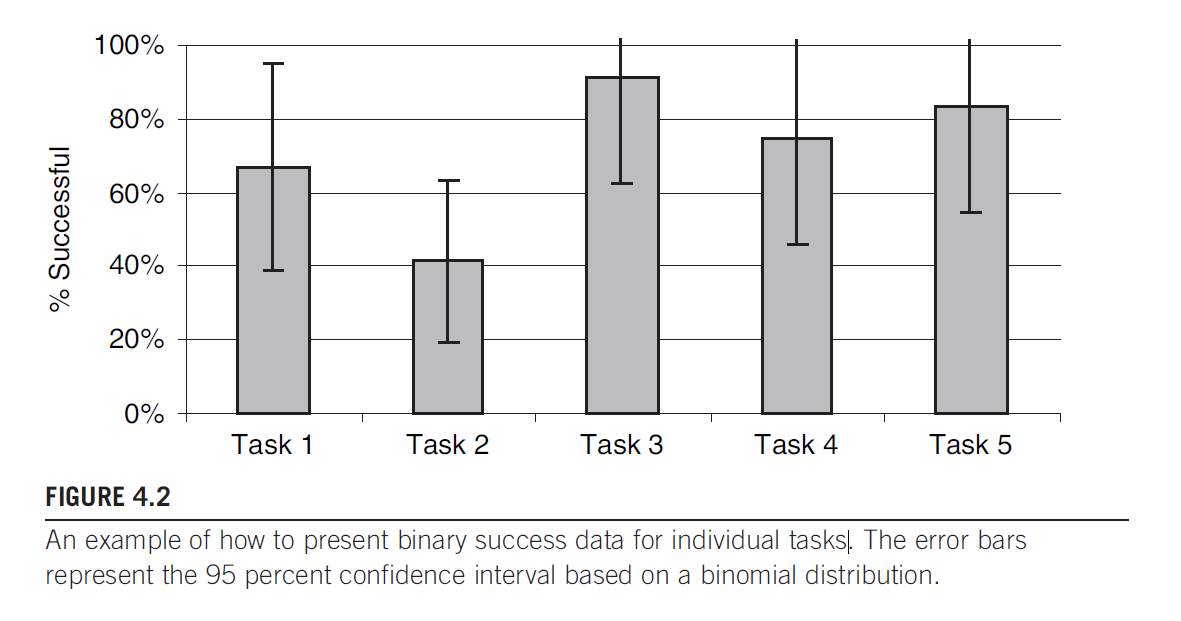 100%
80%
60%
40%
20%
0%
% Successful
Task 1 Task 2 Task 3 Task 4 Task 5
FIGURE 4.2
An example of how to present binary success data for individual tasks. The error bars
represent the 95 percent confidence interval based on a binomial distribution.